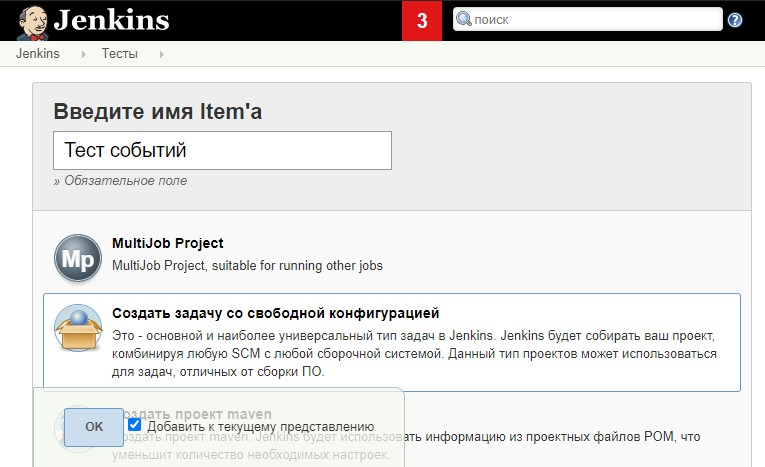 Jenkins
3
поиск
?
Jenkins
Тесты
Введите имя Item'а
Тест событий
» Обязательное поле
Mp
MultiJob Project
MultiJob Project, suitable for running other jobs
Создать задачу со свободной конфигурацией
Это - основной и наиболее универсальный тип задач в Jenkins. Jenkins будет собирать ваш проект,
комбинируя любую SCM с любой сборочной системой. Данный тип проектов может использоваться
для задач, отличных от сборки ПО.
Создать проект maven
OK
Добавить к текущему представлению
Создать проект maven. Jenkins будет использовать информацию из проектных файлов POM, что
уменьшит количество необходимых настроек.